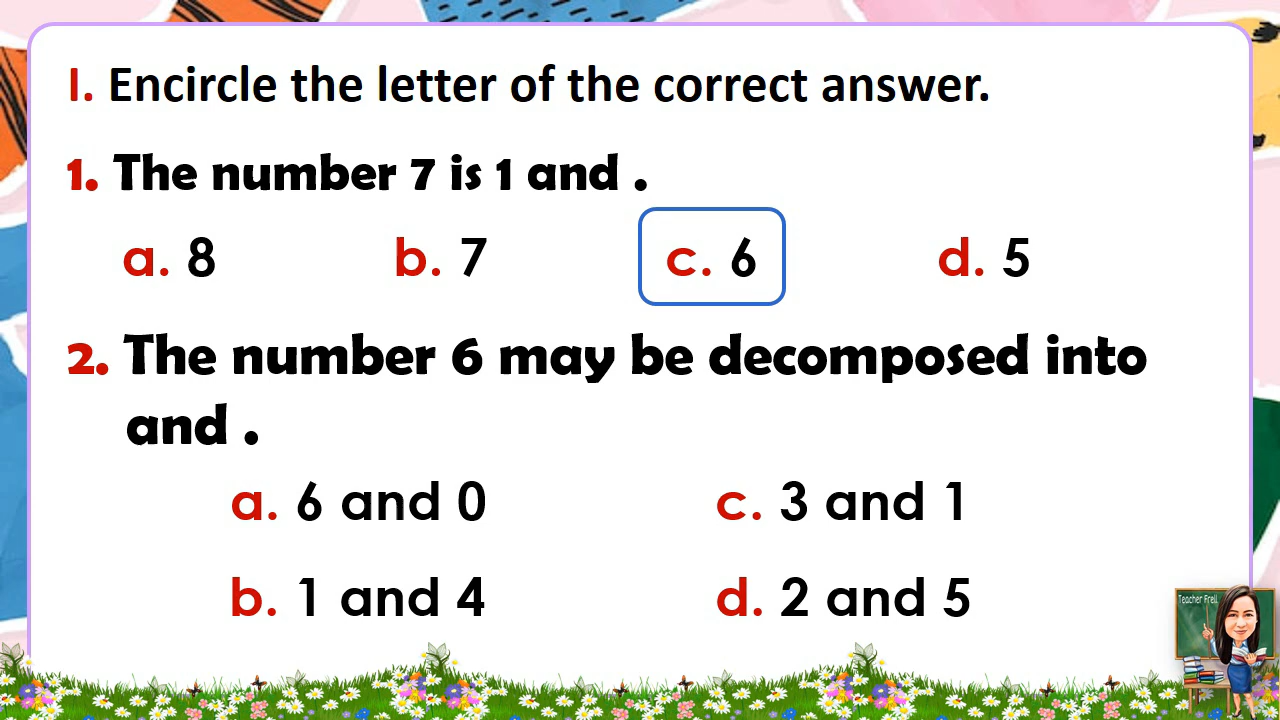 I. Encircle the letter of the correct answer.
1. The number 7 is 1 and .
a. 8 b. 7 c. 6 d. 5
2. The number 6 may be decomposed into
and .
a. 6 and 0 c. 3 and 1
b. 1 and 4 d. 2 and 5
Teacher Frell